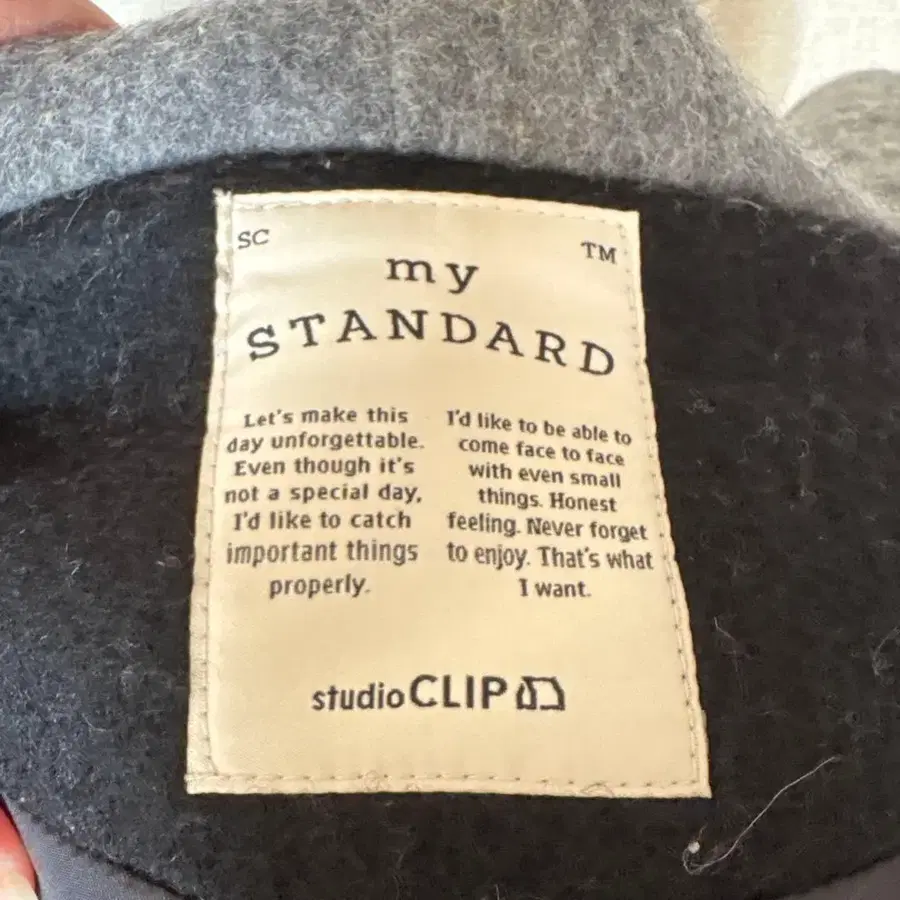 SC
TM
my
STANDARD
Let's make this
day unforgettable.
Even though it's
not a special day,
I'd like to catch
important things
properly.
I'd like to be able to
come face to face
with even small
things. Honest
feeling. Never forget
to enjoy. That's what
I want.
studio CLIP